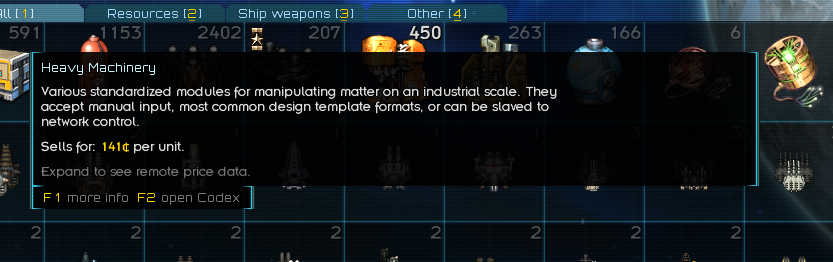 All [1] Resources [2] Ship weapons [3] Other [4]
591 1153 2402 207 450 263 166 6
Heavy Machinery
Various standardized modules for manipulating matter on an industrial scale. They
accept manual input, most common design template formats, or can be slaved to
network control.
Sells for: 141¢ per unit.
Expand to see remote price data.
F1 more info F2 open Codex
2 2 2 2 2 2 2 2